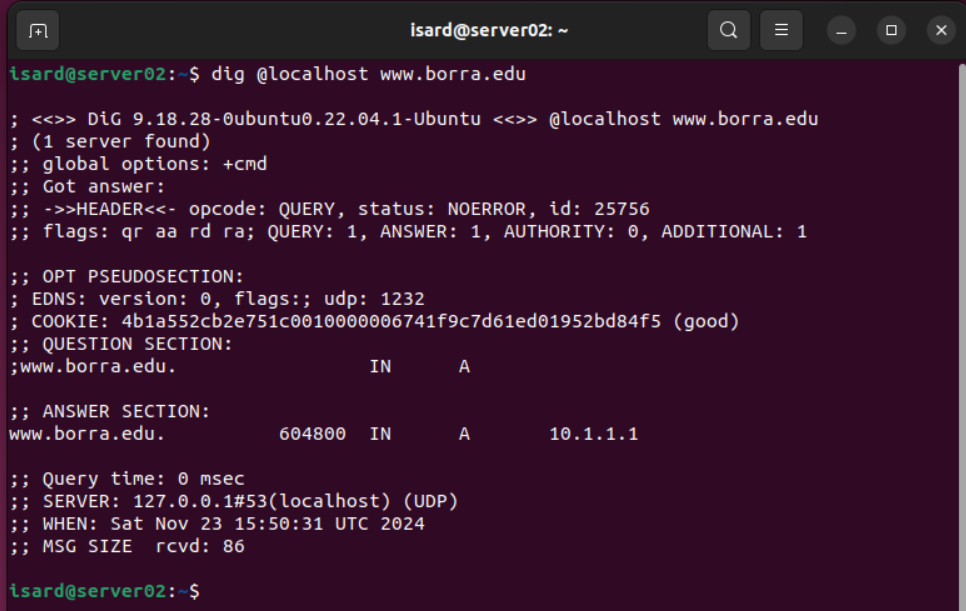 isard@server02: ~
isard@server02:~$ dig @localhost www.borra.edu
; <<>> DiG 9.18.28-0ubuntu0.22.04.1-Ubuntu <<>> @localhost www.borra.edu
; (1 server found)
;; global options: +cmd
;; Got answer:
;; ->>HEADER<<- opcode: QUERY, status: NOERROR, id: 25756
;; flags: qr aa rd ra; QUERY: 1, ANSWER: 1, AUTHORITY: 0, ADDITIONAL: 1
;; OPT PSEUDOSECTION:
; EDNS: version: 0, flags:; udp: 1232
; COOKIE: 4b1a552cb2e751c0010000006741f9c7d61ed01952bd84f5 (good)
;; QUESTION SECTION:
;www.borra.edu. IN A
;; ANSWER SECTION:
www.borra.edu. 604800 IN A 10.1.1.1
;; Query time: 0 msec
;; SERVER: 127.0.0.1#53(localhost) (UDP)
;; WHEN: Sat Nov 23 15:50:31 UTC 2024
;; MSG SIZE rcvd: 86
isard@server02:~$